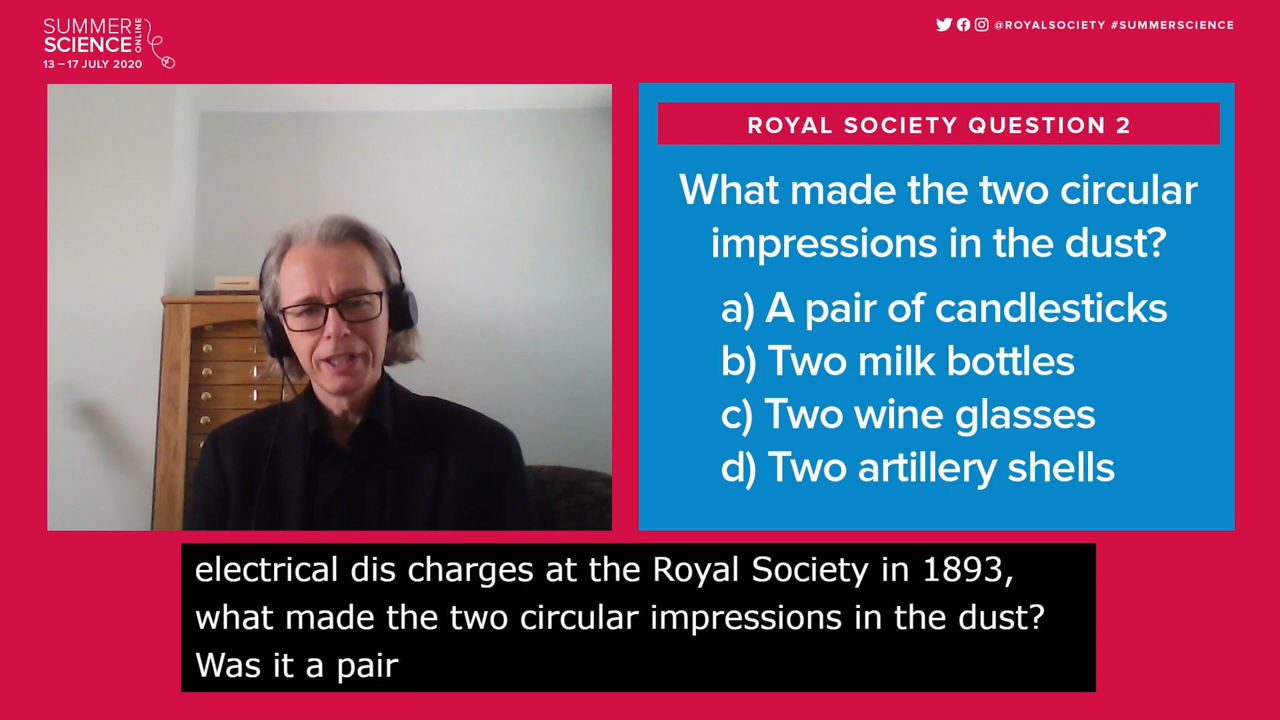 SUMMER
SCIENCE
ONLINE
13 – 17 JULY 2020
@ROYALSOCIETY #SUMMERSCIENCE
ROYAL SOCIETY QUESTION 2
What made the two circular
impressions in the dust?
a) A pair of candlesticks
b) Two milk bottles
c) Two wine glasses
d) Two artillery shells
electrical dis charges at the Royal Society in 1893,
what made the two circular impressions in the dust?
Was it a pair